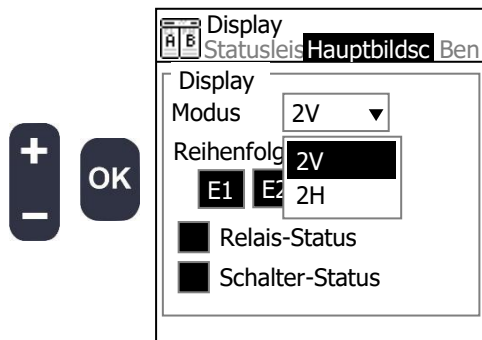 A B Display
Statusleis Hauptbildsc Ben
Display
Modus 2V
Reihenfolg
2V
E1 E2
2H
Relais-Status
Schalter-Status
+
OK
-